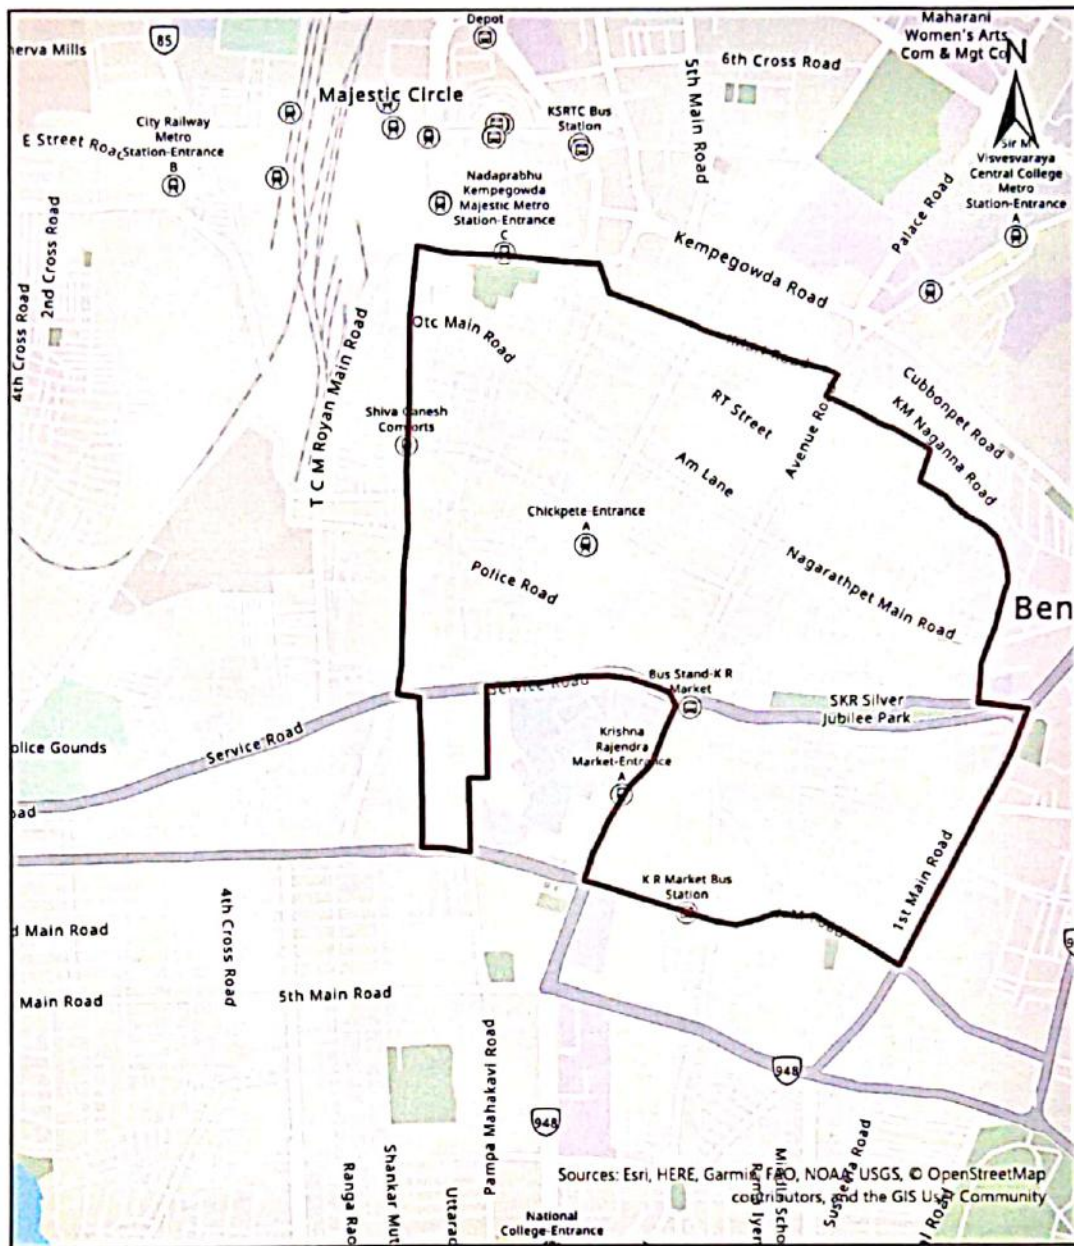 Depot
Maharani
Women's Arts
Com & Mgt Co
nerva Mills
85
6th Cross Road
N
Majestic Circle
5th Main Road
KSRTC Bus
Station
City Railway
Metro
Station-Entrance
B
E Street Road
Sir M
Visvesvaraya
Central College
Metro
Station-Entrance
A
Nadaprabhu
Kempegowda
Majestic Metro
Station-Entrance
C
Palace Road
2nd Cross Road
4th Cross Road
Kempegowda Road
Otc Main Road
T C M Royan Main Road
Cubbonpet Road
KM Naganna Road
RT Street
Avenue Road
Shiva Ganesh
Comforts
Am Lane
Chickpete-Entrance
A
Police Road
Nagarathpet Main Road
Ben
Service Road
Bus Stand-K R
Market
SKR Silver
Jubilee Park
Krishna
Rajendra
Market-Entrance
A
Service Road
olice Gounds
oad
K R Market Bus
Station
1st Main Road
4th Cross Road
d Main Road
Main Road
5th Main Road
948
948
Pampa Mahakavi Road
Shankar Mut
Ranga Rao
Uttarad
Sources: Esri, HERE, Garmin, FAO, NOAA, USGS, © OpenStreetMap
contributors, and the GIS User Community
National
College-Entrance